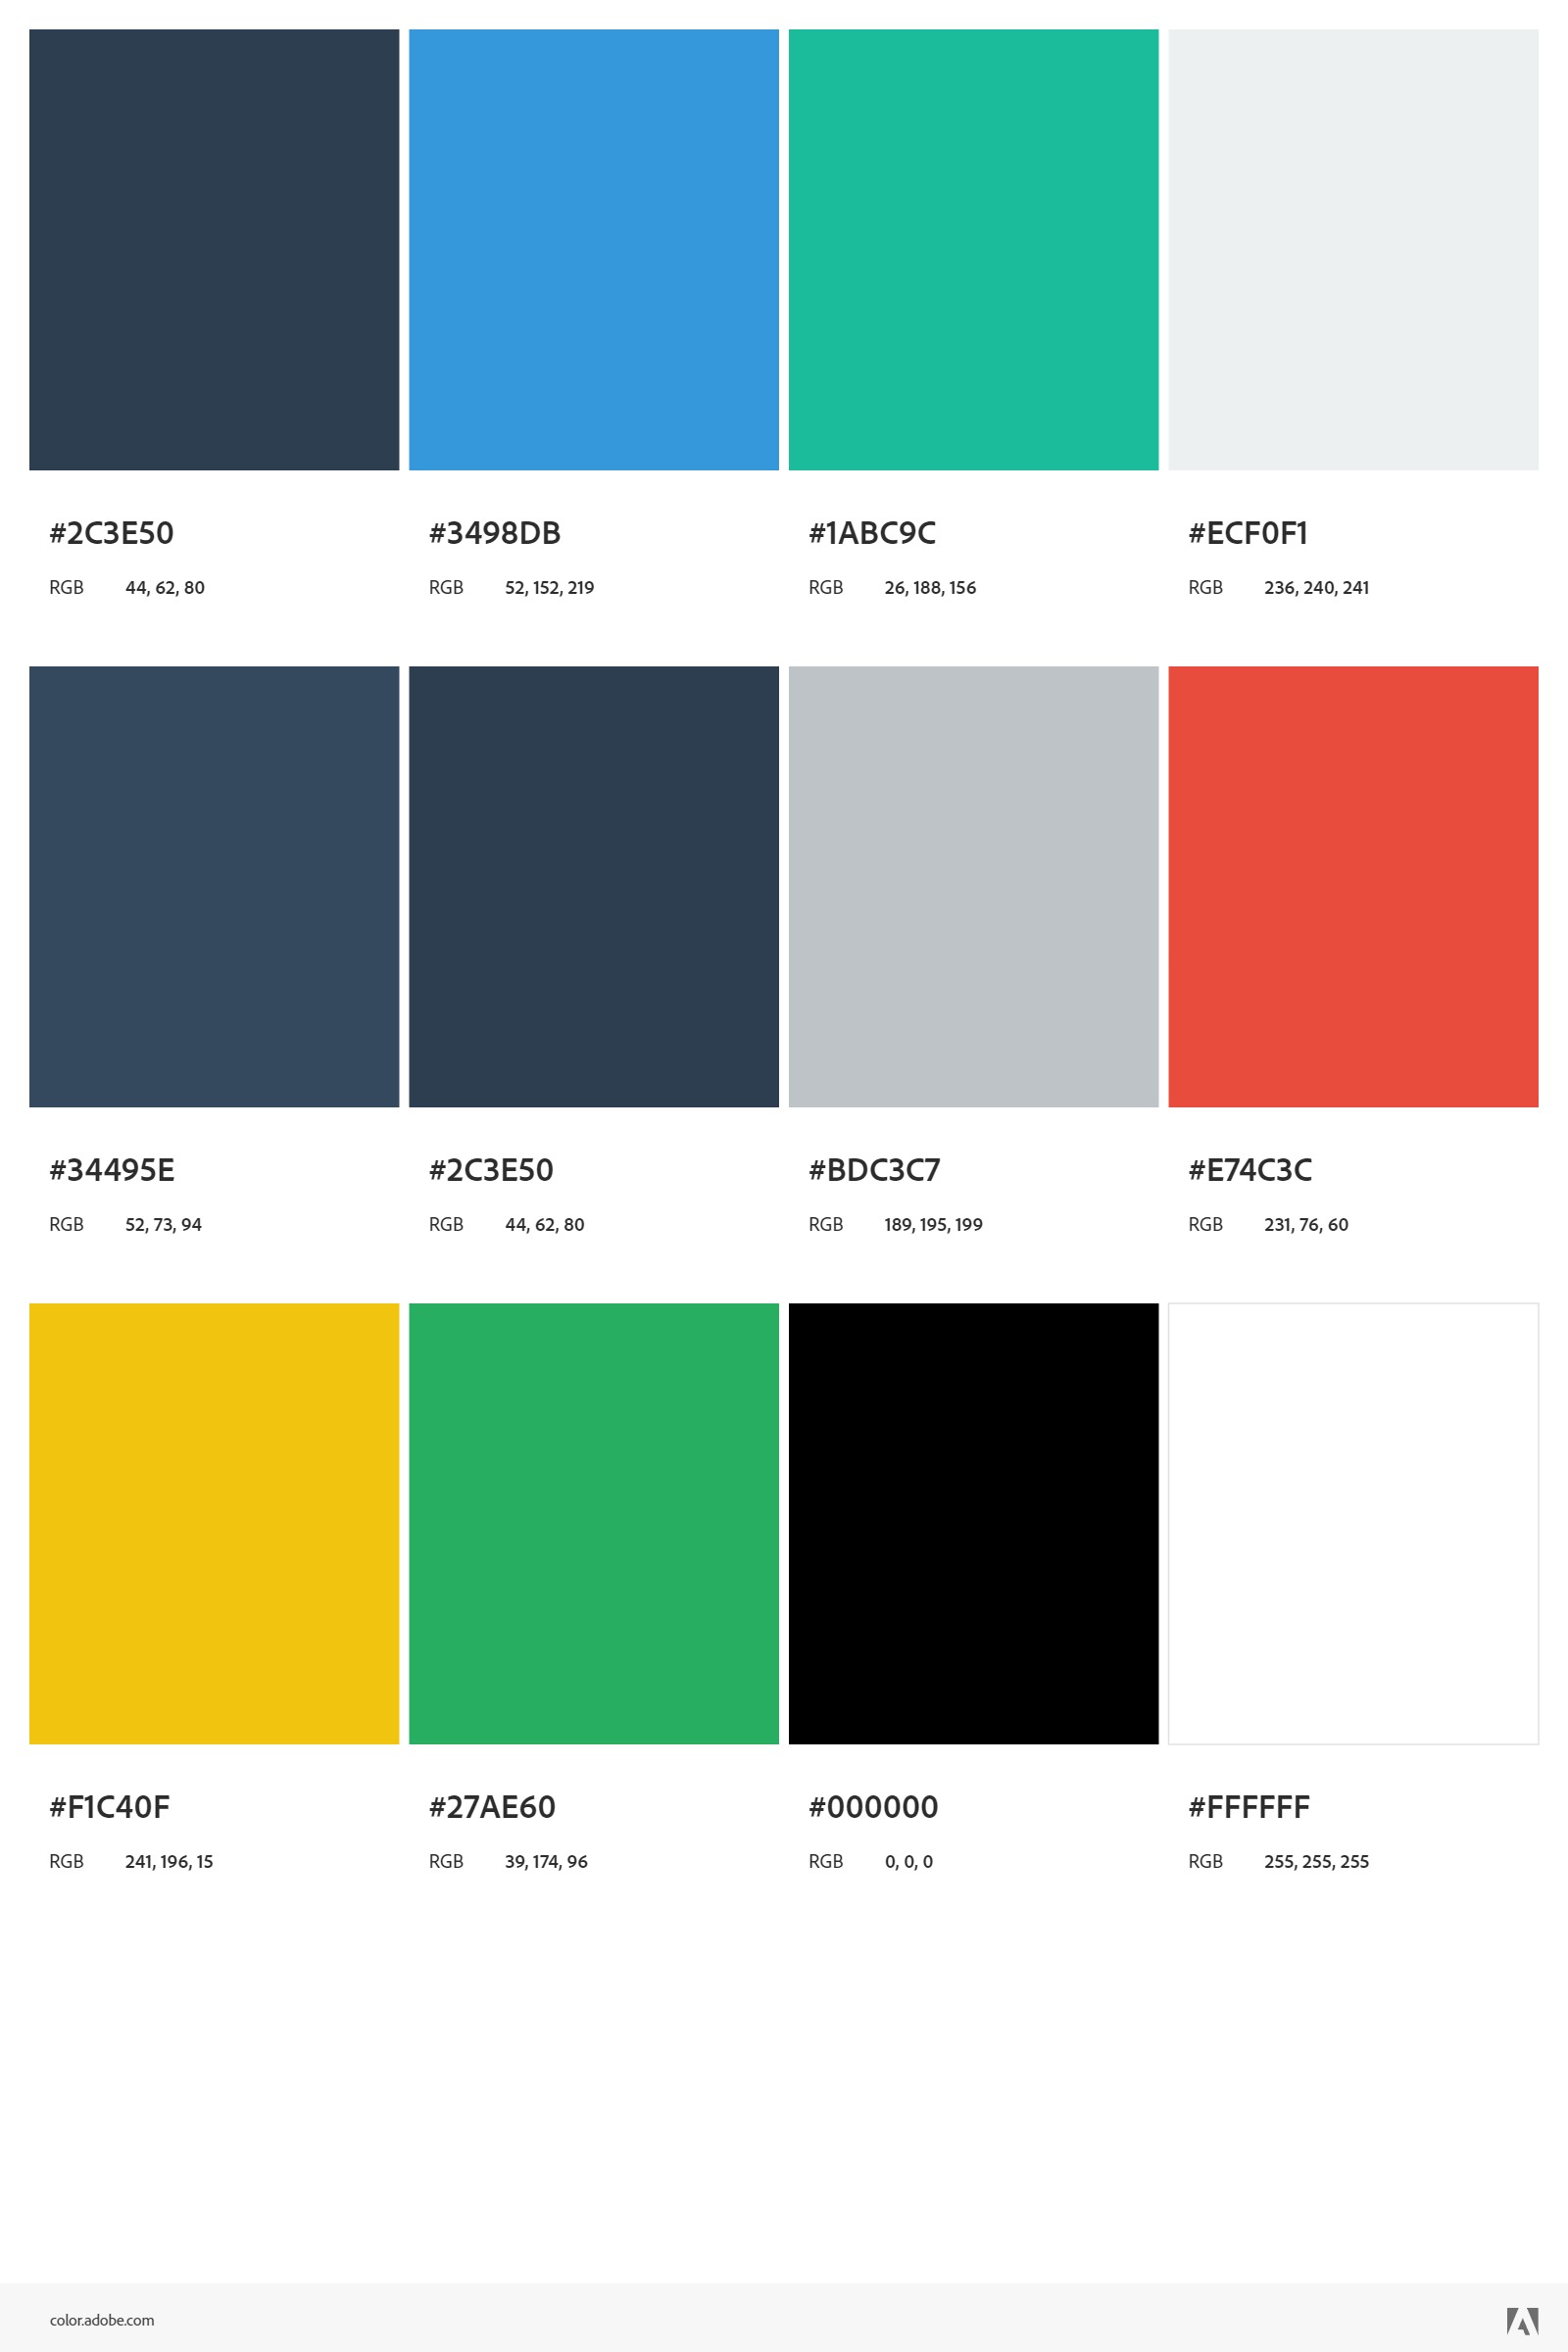 #2C3E50 #3498DB #1ABC9C #ECF0F1
RGB 44, 62, 80 RGB 52, 152, 219 RGB 26, 188, 156 RGB 236, 240, 241
#34495E #2C3E50 #BDC3C7 #E74C3C
RGB 52, 73, 94 RGB 44, 62, 80 RGB 189, 195, 199 RGB 231, 76, 60
#F1C40F #27AE60 #000000 #FFFFFF
RGB 241, 196, 15 RGB 39, 174, 96 RGB 0, 0, 0 RGB 255, 255, 255
color.adobe.com